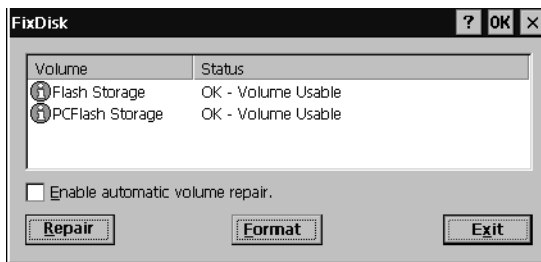 FixDisk ? OK ×
Volume Status
Flash Storage OK - Volume Usable
PCFlash Storage OK - Volume Usable
Enable automatic volume repair.
Repair Format Exit